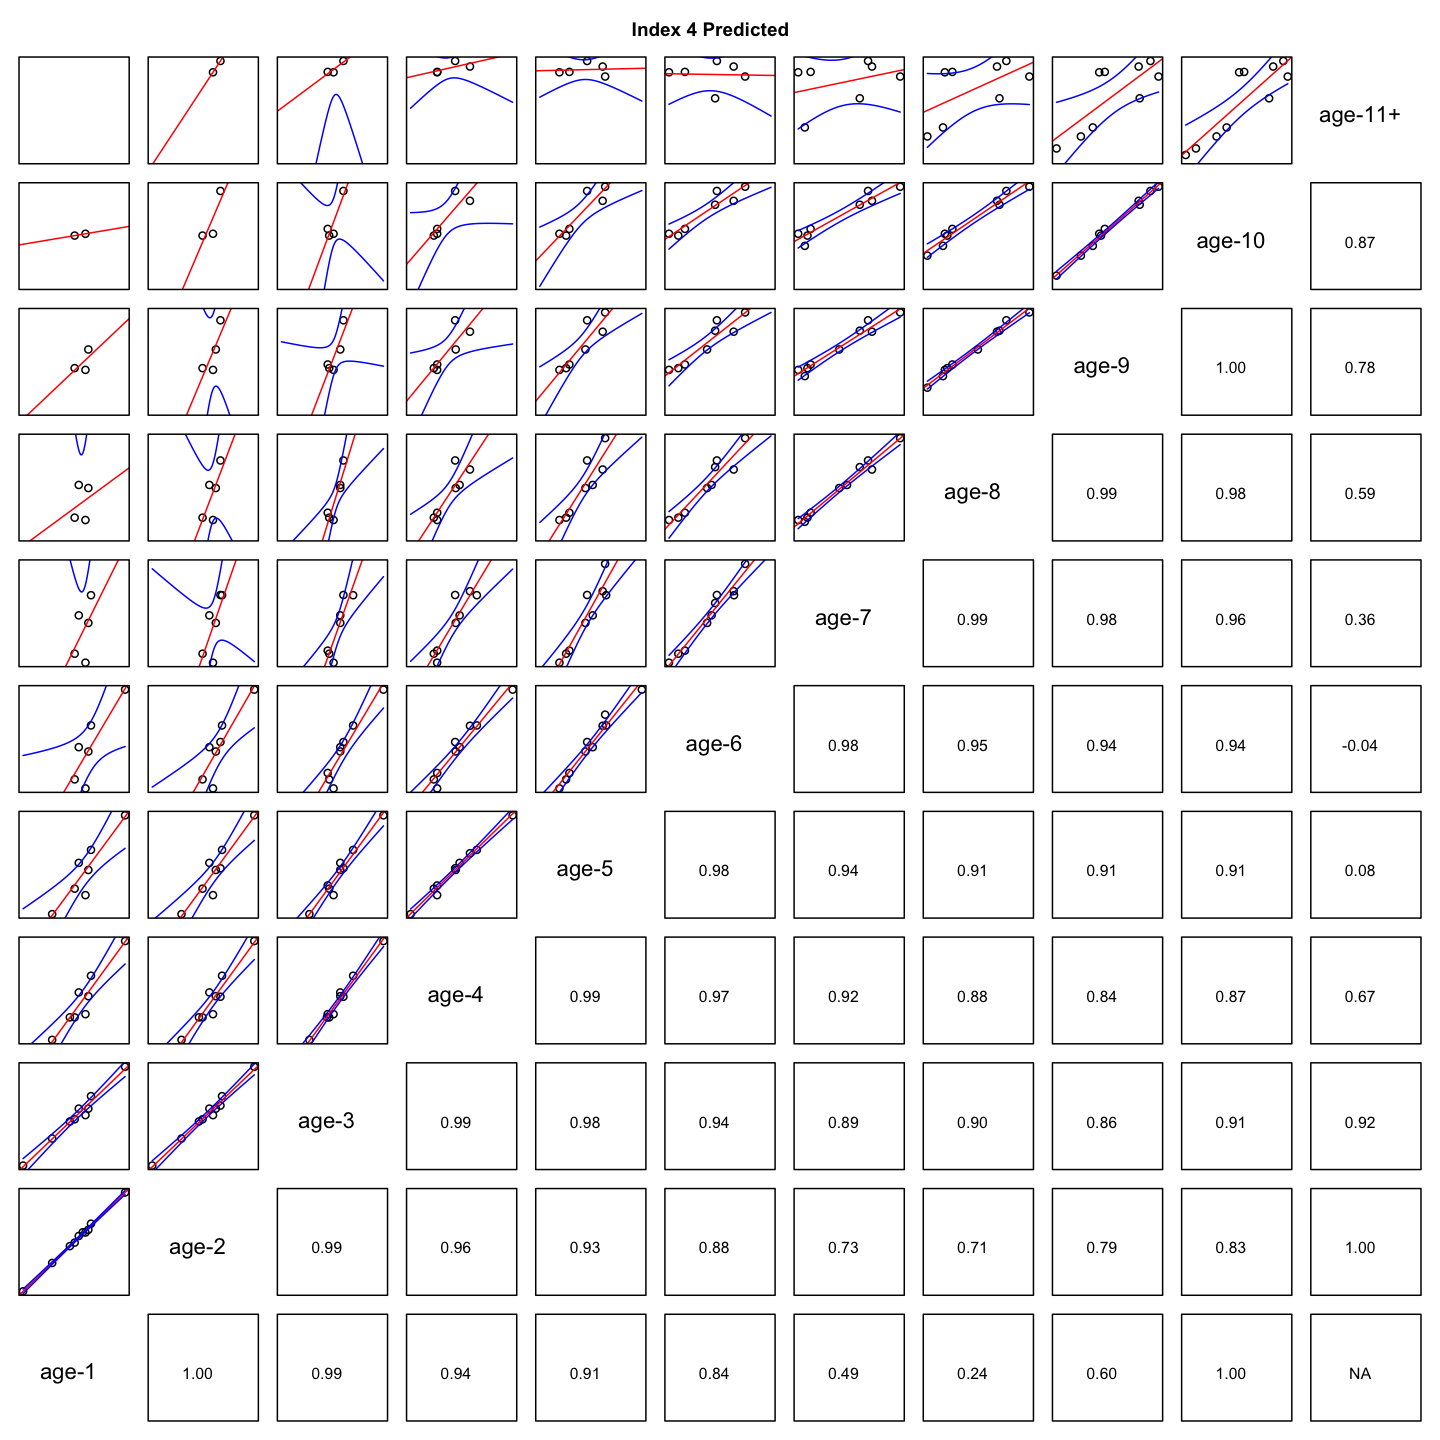 Index 4 Predicted
age-11+
age-10 0.87
age-9 1.00 0.78
age-8 0.99 0.98 0.59
age-7 0.99 0.98 0.96 0.36
age-6 0.98 0.95 0.94 0.94 -0.04
age-5 0.98 0.94 0.91 0.91 0.91 0.08
age-4 0.99 0.97 0.92 0.88 0.84 0.87 0.67
age-3 0.99 0.98 0.94 0.89 0.90 0.86 0.91 0.92
age-2 0.99 0.96 0.93 0.88 0.73 0.71 0.79 0.83 1.00
age-1 1.00 0.99 0.94 0.91 0.84 0.49 0.24 0.60 1.00 NA